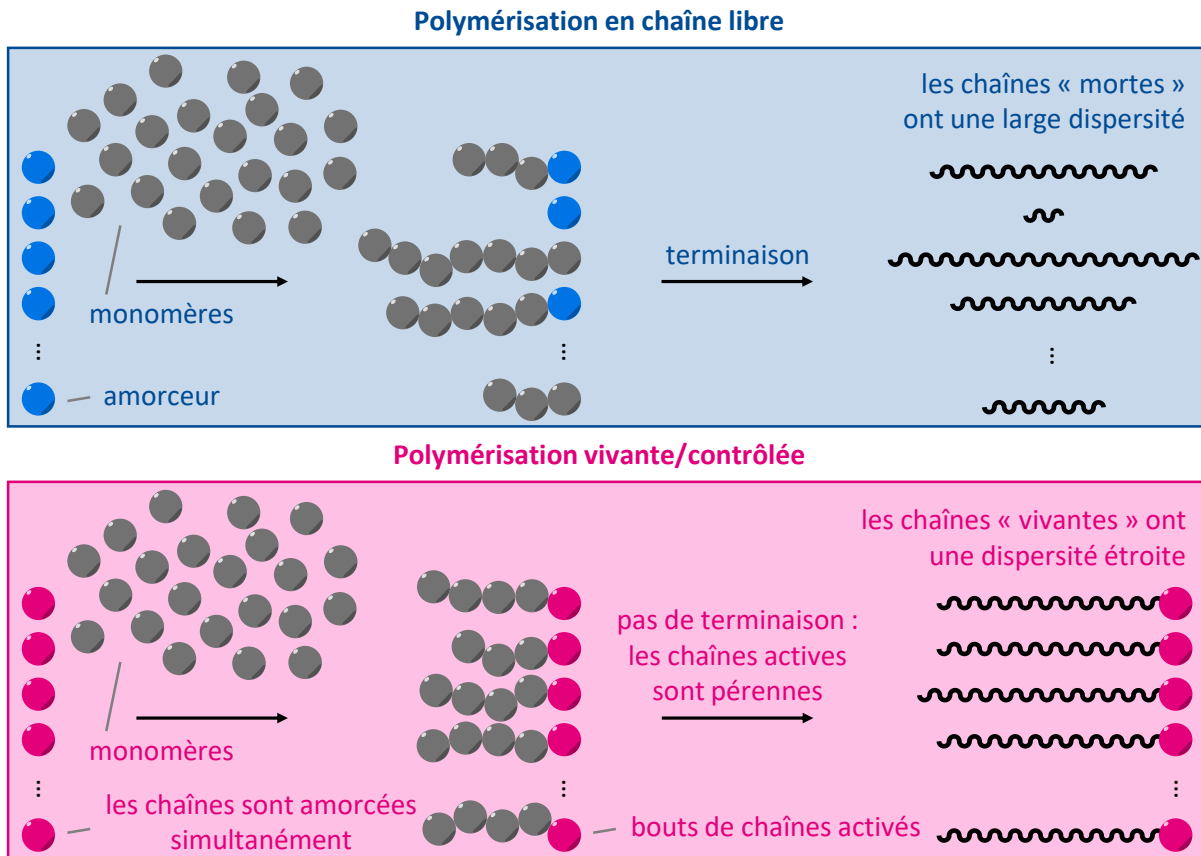 Polymérisation en chaîne libre
les chaînes « mortes »
ont une large dispersité
terminaison
monomères
⋮
⋮
⋮
amorceur
Polymérisation vivante/contrôlée
les chaînes « vivantes » ont
une dispersité étroite
pas de terminaison :
les chaînes actives
sont pérennes
monomères
⋮
⋮
⋮
les chaînes sont amorcées
simultanément
bouts de chaînes activés